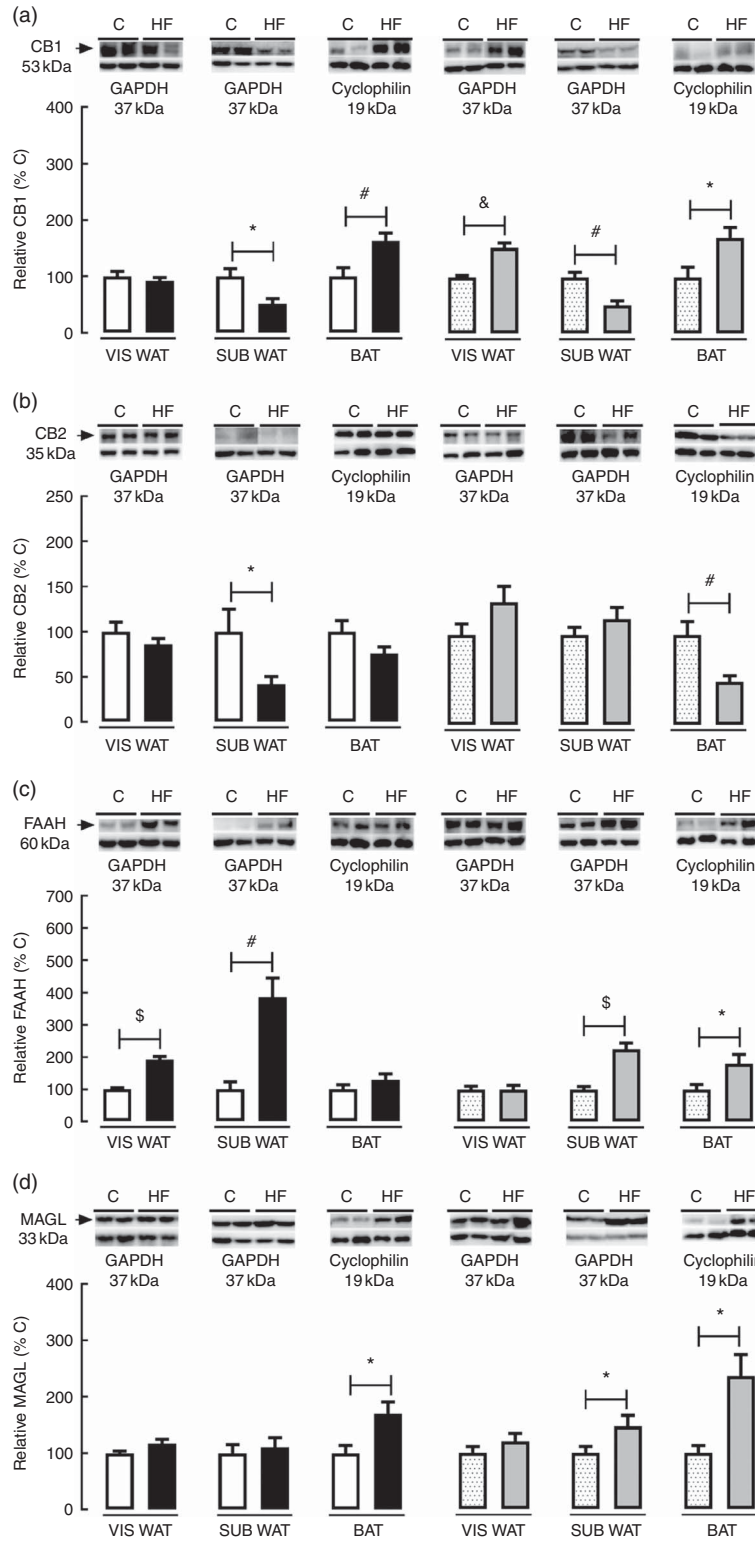 (a)
C HF C HF C HF C HF C HF C HF
CB1
53 kDa
GAPDH GAPDH Cyclophilin GAPDH GAPDH Cyclophilin
37 kDa 37 kDa 19 kDa 37 kDa 37 kDa 19 kDa
Relative CB1 (% C)
400
300
200
100
0
* # & # *
VIS WAT SUB WAT BAT VIS WAT SUB WAT BAT
(b)
C HF C HF C HF C HF C HF C HF
CB2
35 kDa
GAPDH GAPDH Cyclophilin GAPDH GAPDH Cyclophilin
37 kDa 37 kDa 19 kDa 37 kDa 37 kDa 19 kDa
Relative CB2 (% C)
250
200
150
100
50
0
* #
VIS WAT SUB WAT BAT VIS WAT SUB WAT BAT
(c)
C HF C HF C HF C HF C HF C HF
FAAH
60 kDa
GAPDH GAPDH Cyclophilin GAPDH GAPDH Cyclophilin
37 kDa 37 kDa 19 kDa 37 kDa 37 kDa 19 kDa
Relative FAAH (% C)
700
600
500
400
300
200
100
0
$ # $ *
VIS WAT SUB WAT BAT VIS WAT SUB WAT BAT
(d)
C HF C HF C HF C HF C HF C HF
MAGL
33 kDa
GAPDH GAPDH Cyclophilin GAPDH GAPDH Cyclophili
37 kDa 37 kDa 19 kDa 37 kDa 37 kDa 19 kDa
Relative MAGL (% C)
400
300
200
100
0
* * *
VIS WAT SUB WAT BAT VIS WAT SUB WAT BAT